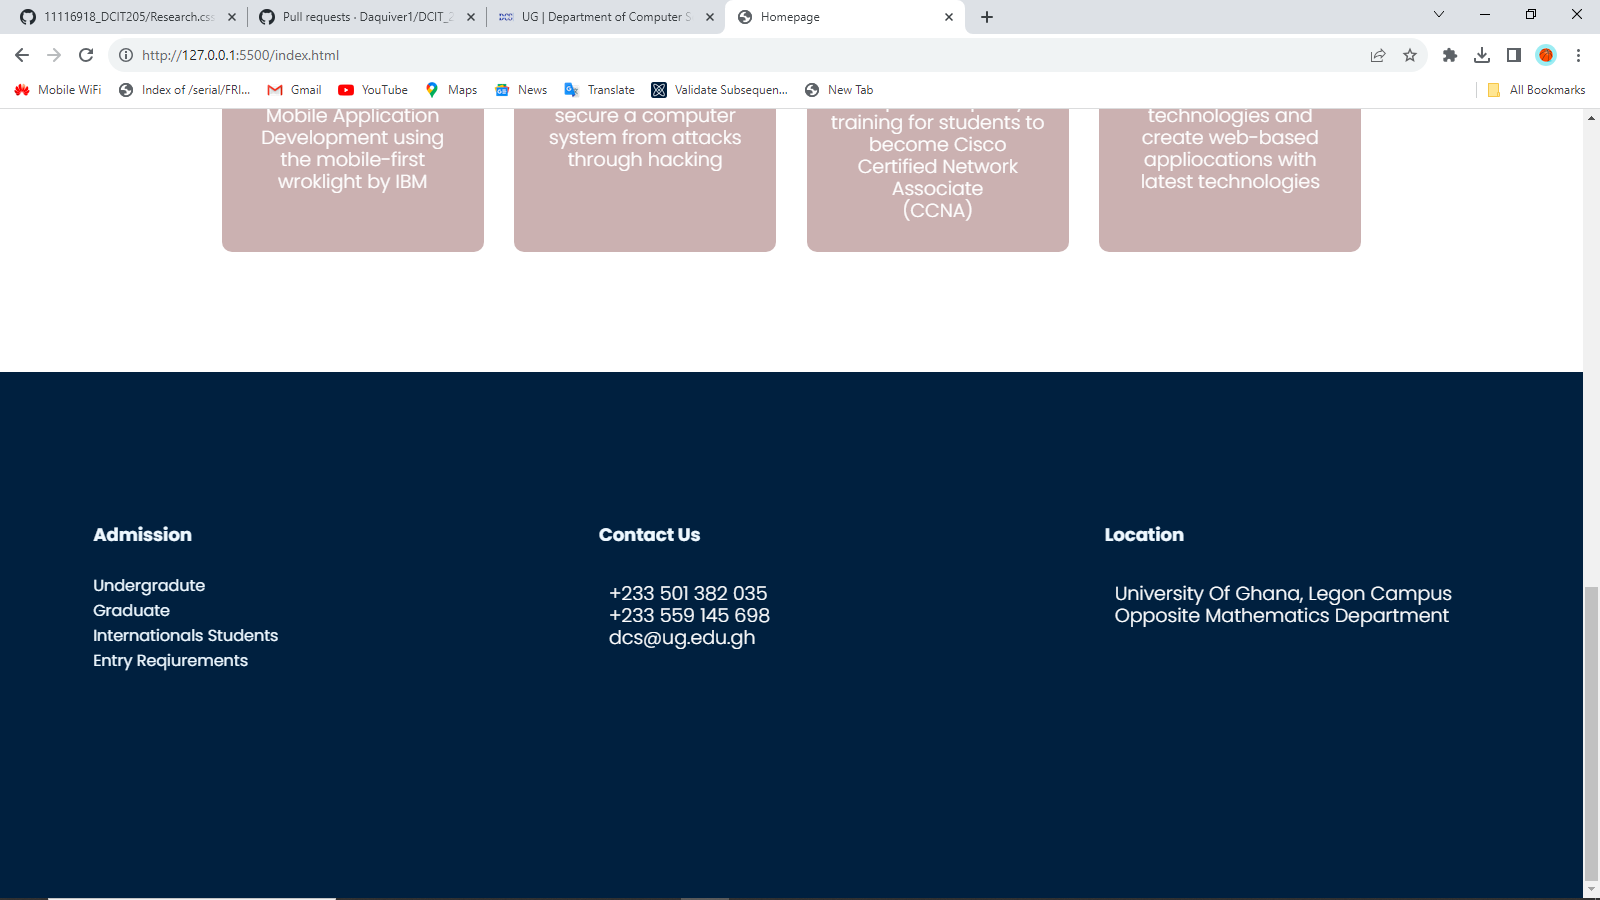 11116918_DCIT205/Research.css
Pull requests · Daquiver1/DCIT_2
UG | Department of Computer S
Homepage
http://127.0.0.1:5500/index.html
Mobile WiFi
Index of /serial/FRI...
Gmail
YouTube
Maps
News
Translate
Validate Subsequen...
New Tab
All Bookmarks
Mobile Application
Development using
the mobile-first
wroklight by IBM
secure a computer
system from attacks
through hacking
training for students to
become Cisco
Certified Network
Associate
(CCNA)
technologies and
create web-based
appliocations with
latest technologies
Admission
Undergradute
Graduate
Internationals Students
Entry Reqiurements
Contact Us
+233 501 382 035
+233 559 145 698
dcs@ug.edu.gh
Location
University Of Ghana, Legon Campus
Opposite Mathematics Department